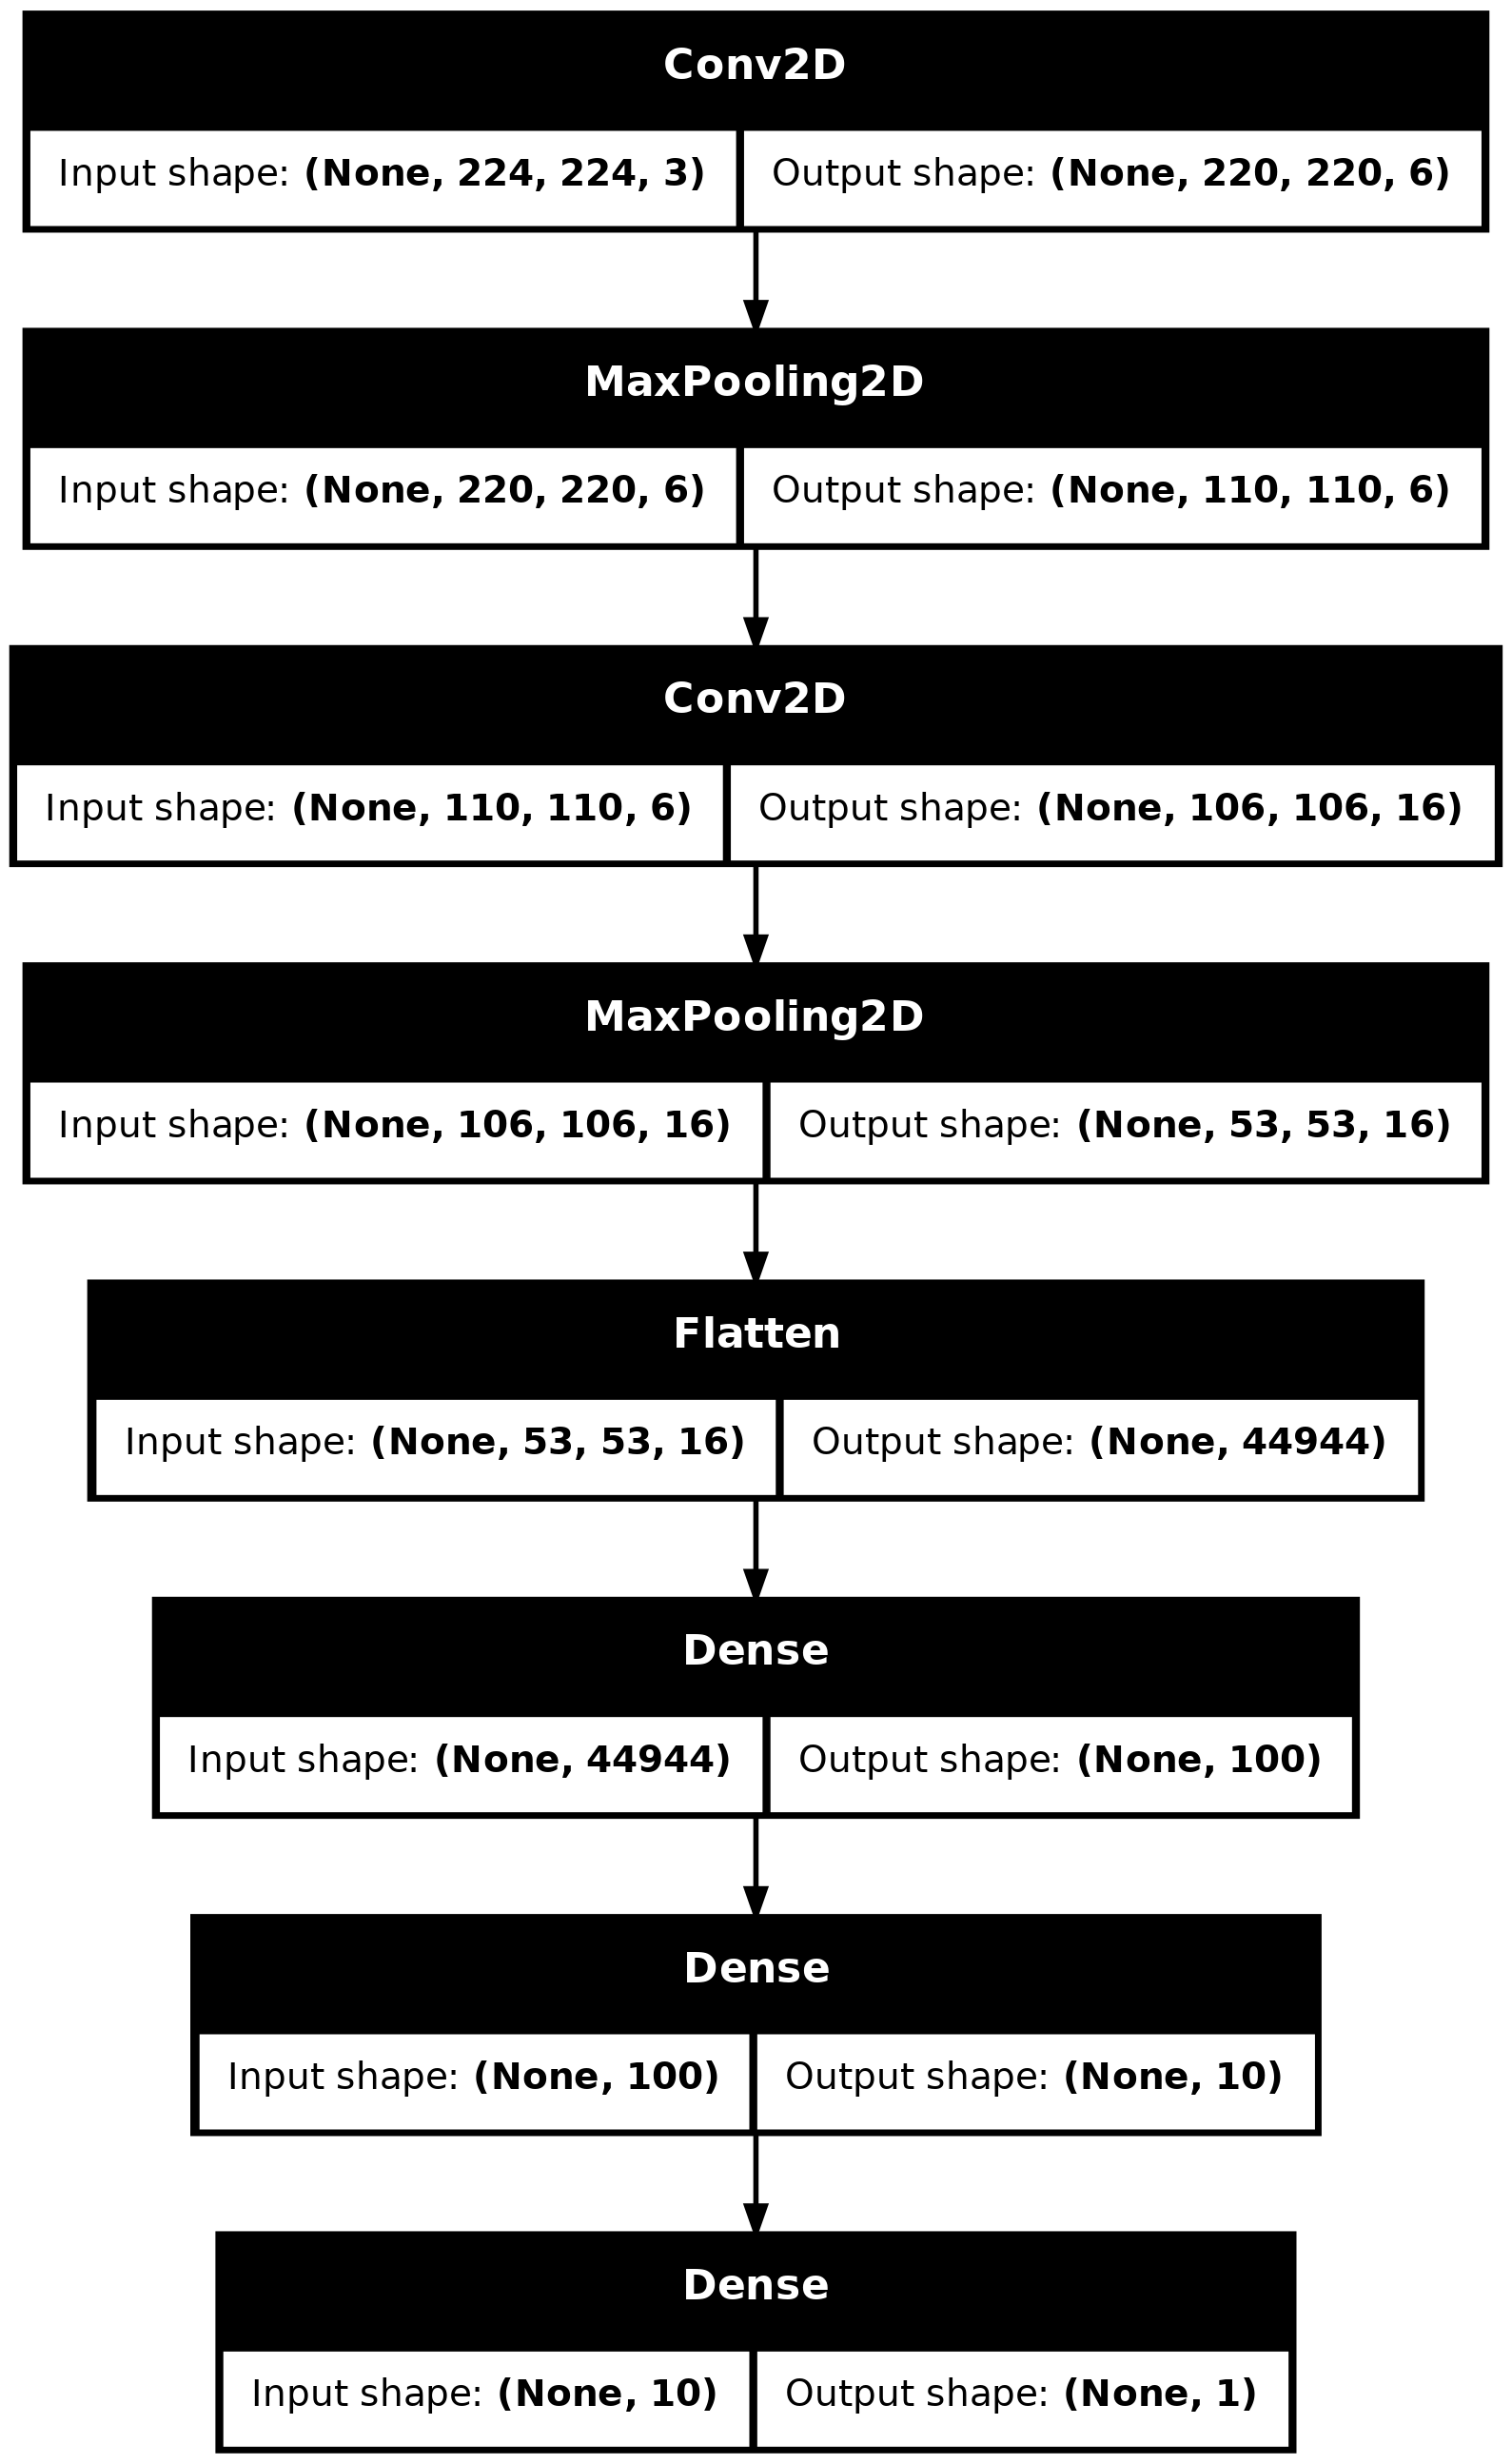 Conv2D
Input shape: (None, 224, 224, 3) Output shape: (None, 220, 220, 6)
MaxPooling2D
Input shape: (None, 220, 220, 6) Output shape: (None, 110, 110, 6)
Conv2D
Input shape: (None, 110, 110, 6) Output shape: (None, 106, 106, 16)
MaxPooling2D
Input shape: (None, 106, 106, 16) Output shape: (None, 53, 53, 16)
Flatten
Input shape: (None, 53, 53, 16) Output shape: (None, 44944)
Dense
Input shape: (None, 44944) Output shape: (None, 100)
Dense
Input shape: (None, 100) Output shape: (None, 10)
Dense
Input shape: (None, 10) Output shape: (None, 1)